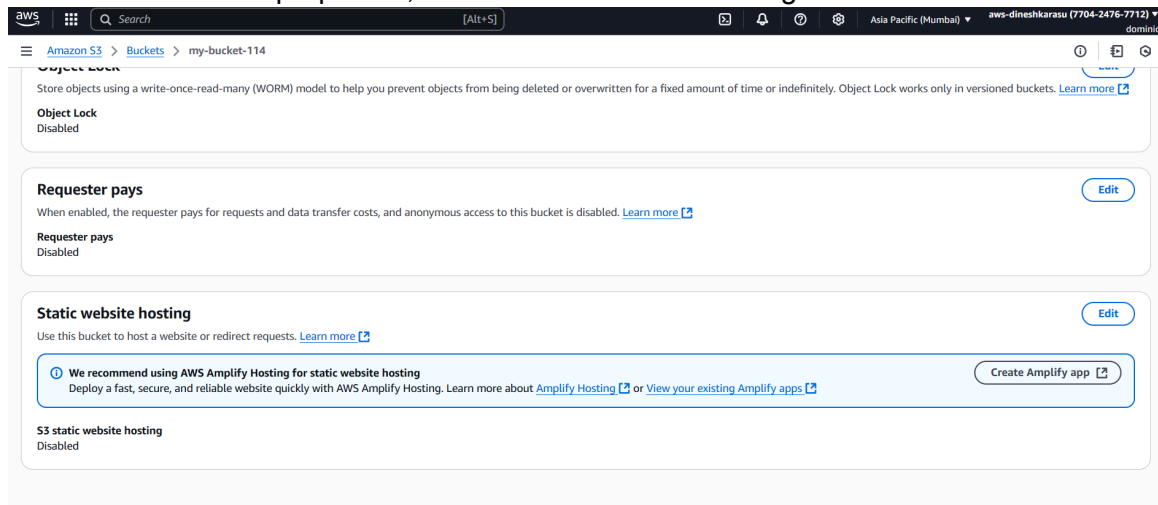 aws
Search
[Alt+S]
Asia Pacific (Mumbai)
aws-dineshkarasu (7704-2476-7712)
Amazon S3 > Buckets > my-bucket-114
Object Lock
Edit
Store objects using a write-once-read-many (WORM) model to help you prevent objects from being deleted or overwritten for a fixed amount of time or indefinitely. Object Lock works only in versioned buckets. Learn more
Object Lock
Disabled
Requester pays
Edit
When enabled, the requester pays for requests and data transfer costs, and anonymous access to this bucket is disabled. Learn more
Requester pays
Disabled
Static website hosting
Edit
Use this bucket to host a website or redirect requests. Learn more
We recommend using AWS Amplify Hosting for static website hosting
Create Amplify app
Deploy a fast, secure, and reliable website quickly with AWS Amplify Hosting. Learn more about Amplify Hosting or View your existing Amplify apps
S3 static website hosting
Disabled